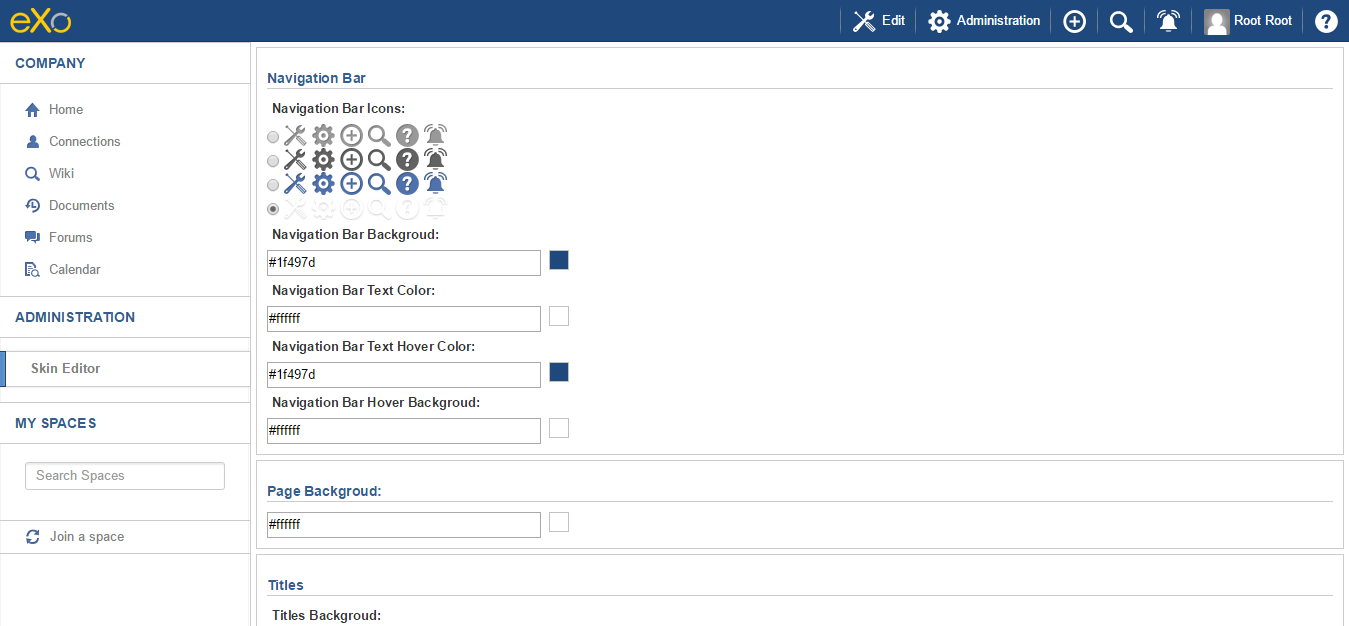 eXo
Edit
Administration
Root Root
COMPANY
Home
Connections
Wiki
Documents
Forums
Calendar
ADMINISTRATION
Skin Editor
MY SPACES
Search Spaces
Join a space
Navigation Bar
Navigation Bar Icons:
Navigation Bar Backgroud:
#1f497d
Navigation Bar Text Color:
#ffffff
Navigation Bar Text Hover Color:
#1f497d
Navigation Bar Hover Backgroud:
#ffffff
Page Backgroud:
#ffffff
Titles
Titles Backgroud: